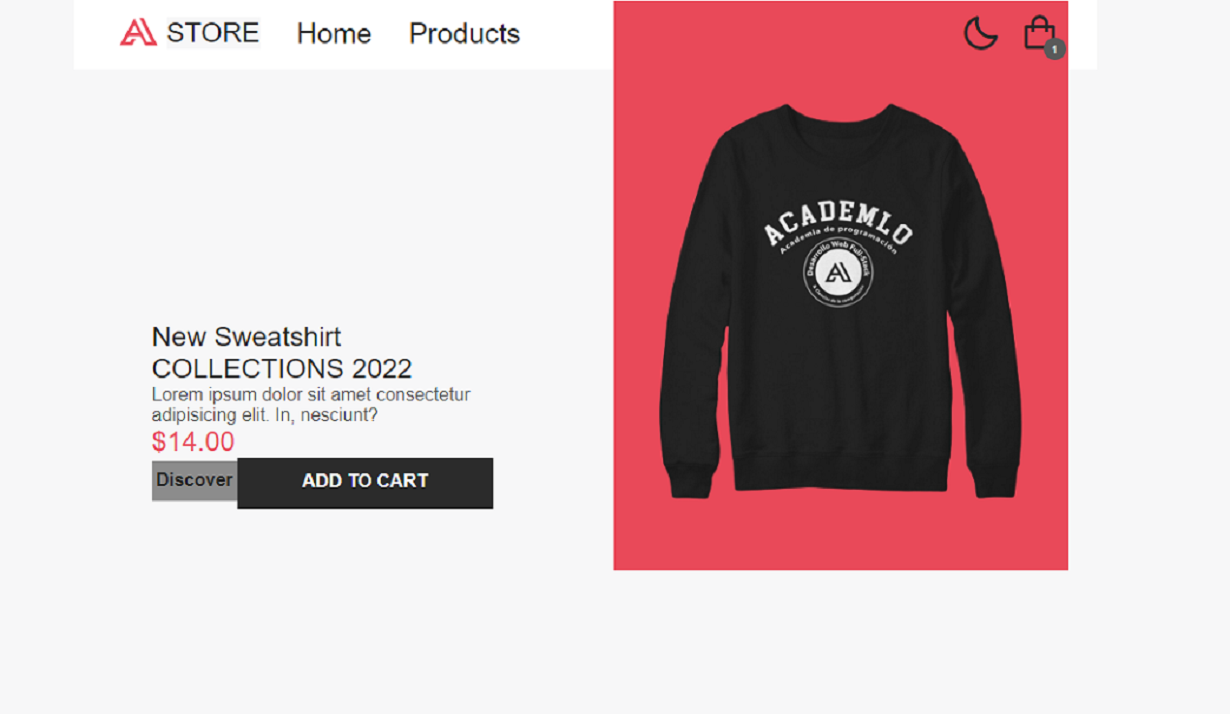 STORE Home Products
1
ACADEMLO
Academia de programación
Desarrollo Web Full-Stack
New Sweatshirt
COLLECTIONS 2022
Lorem ipsum dolor sit amet consectetur
adipisicing elit. In, nesciunt?
$14.00
Discover ADD TO CART